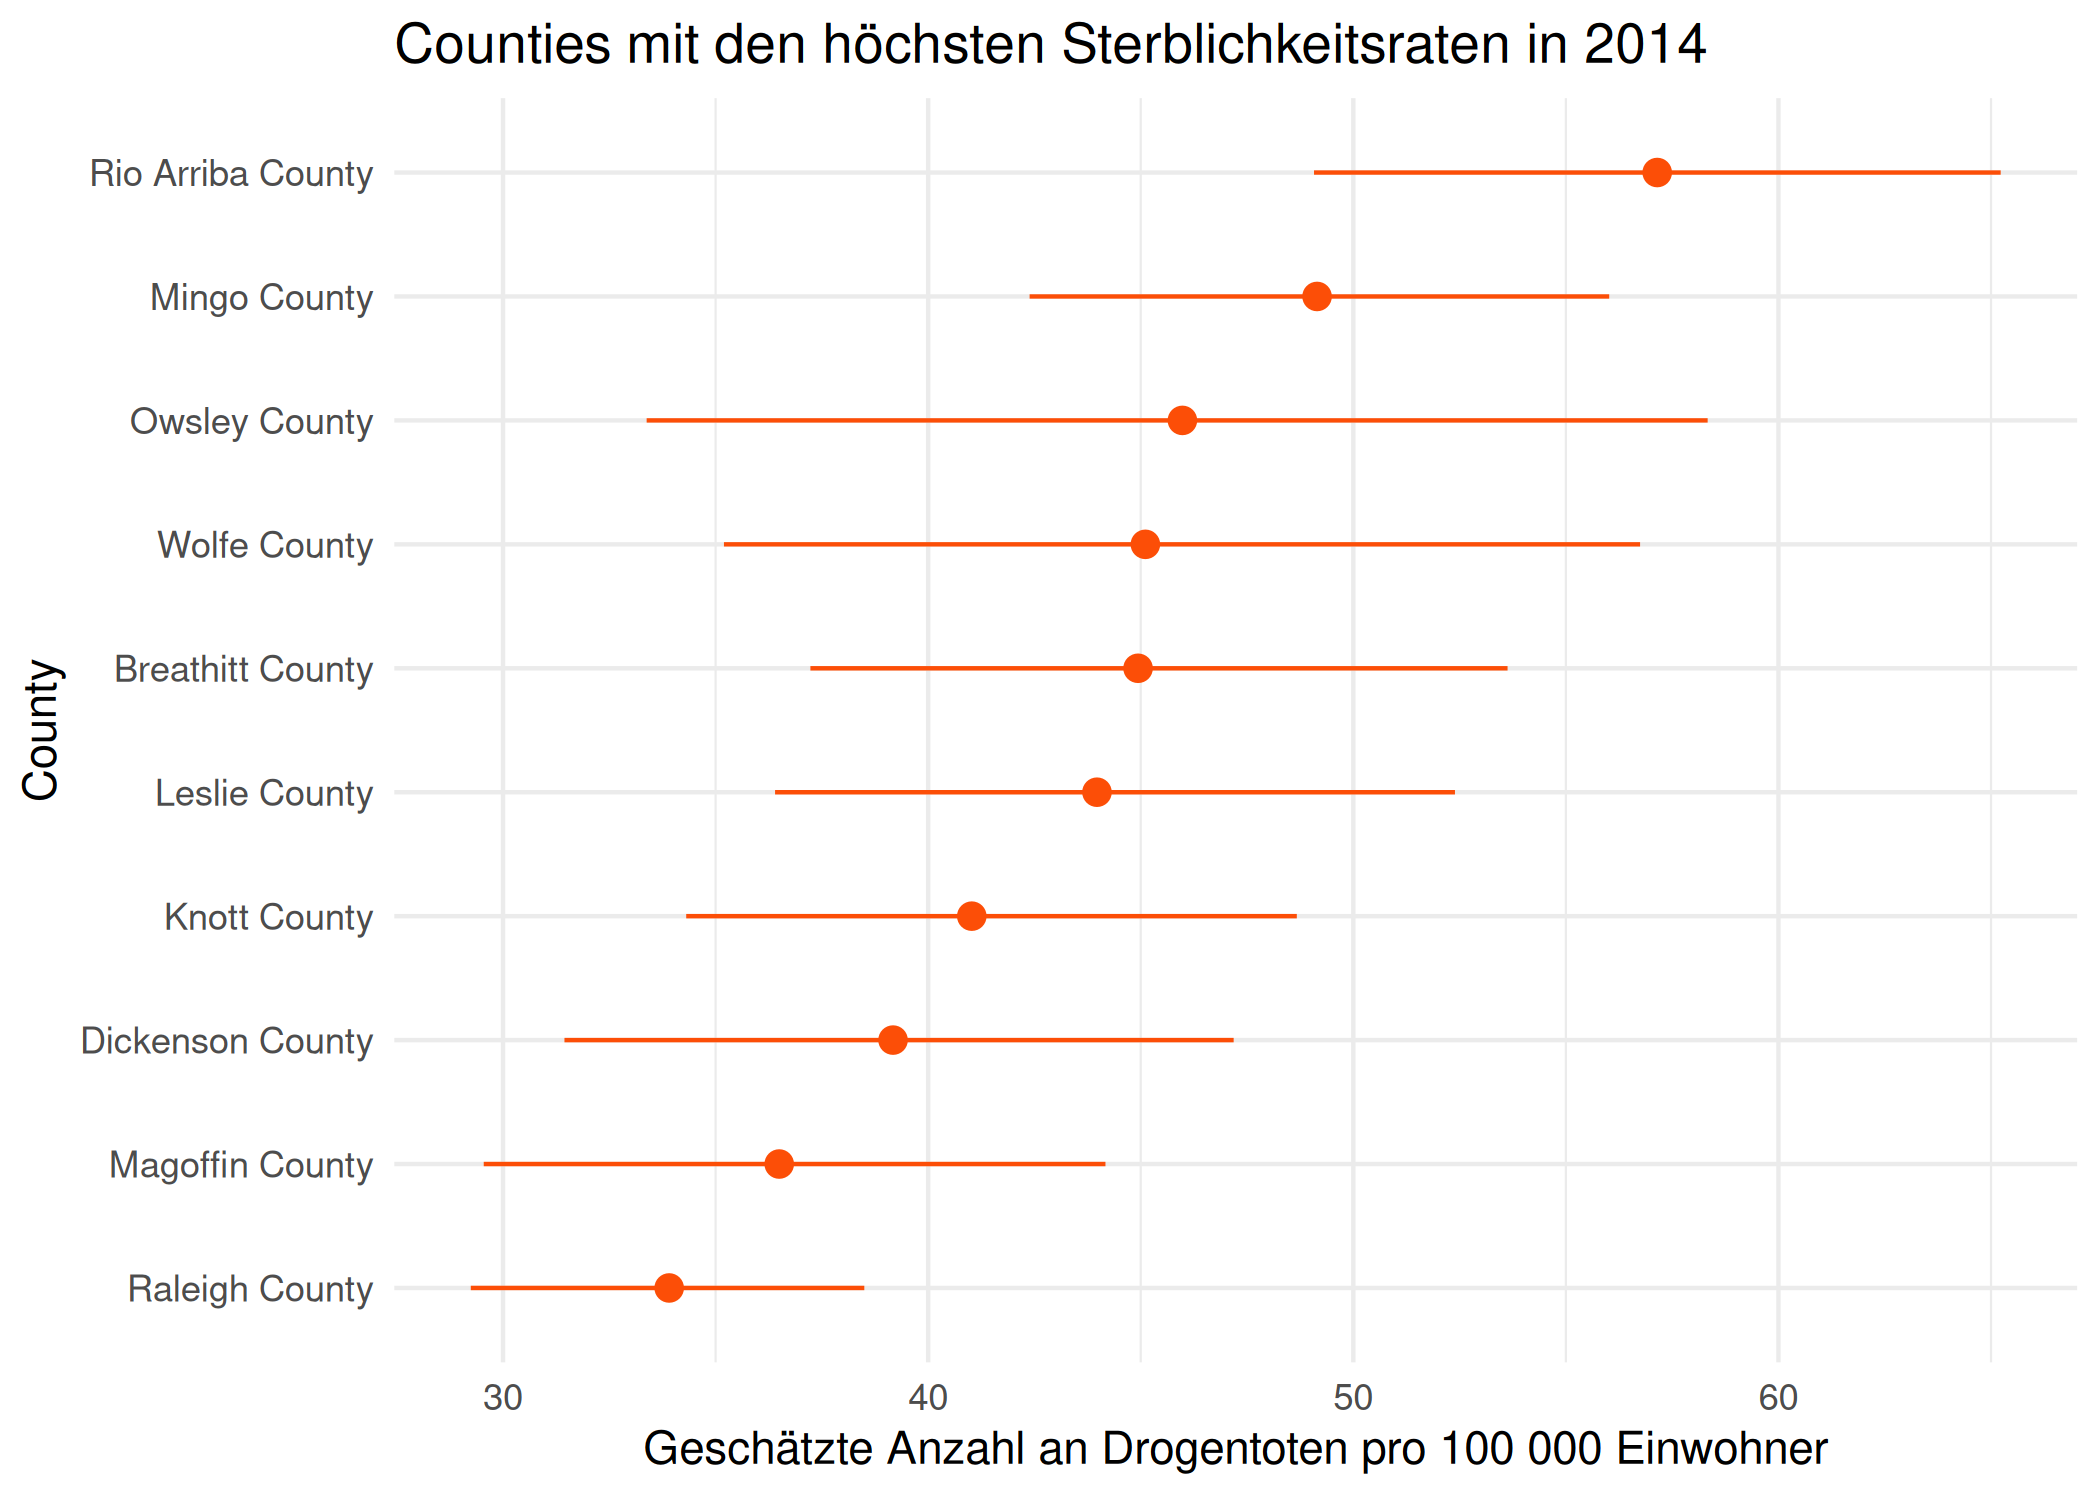 Counties mit den höchsten Sterblichkeitsraten in 2014
Rio Arriba County
Mingo County
Owsley County
Wolfe County
Breathitt County
Leslie County
Knott County
Dickenson County
Magoffin County
Raleigh County
County
30 40 50 60
Geschätzte Anzahl an Drogentoten pro 100 000 Einwohner